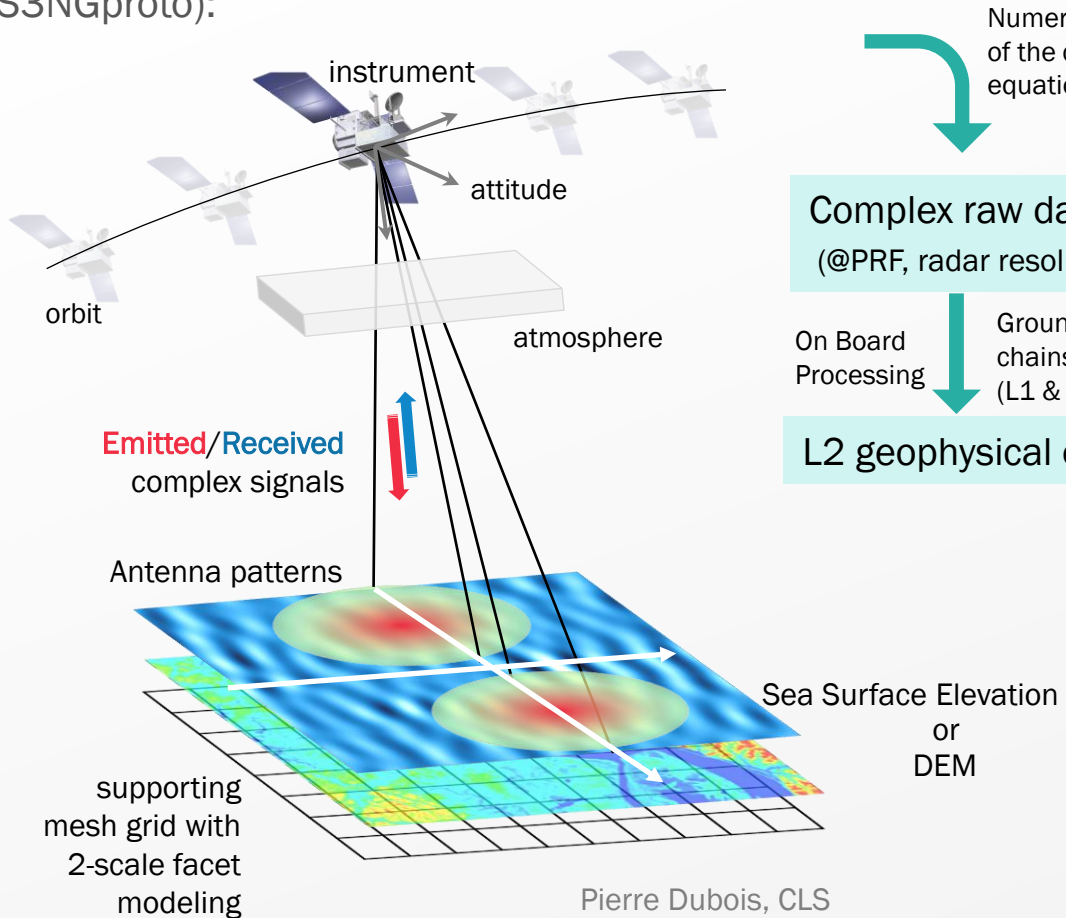 S3NGproto):
instrument
attitude
orbit
atmosphere
Emitted/Received
complex signals
Antenna patterns
Sea Surface Elevation
or
DEM
supporting
mesh grid with
2-scale facet
modeling
Pierre Dubois, CLS
of the
Complex raw
(@PRF, radar
On Board
Processing
chains
(L1 &
L2 geophysical